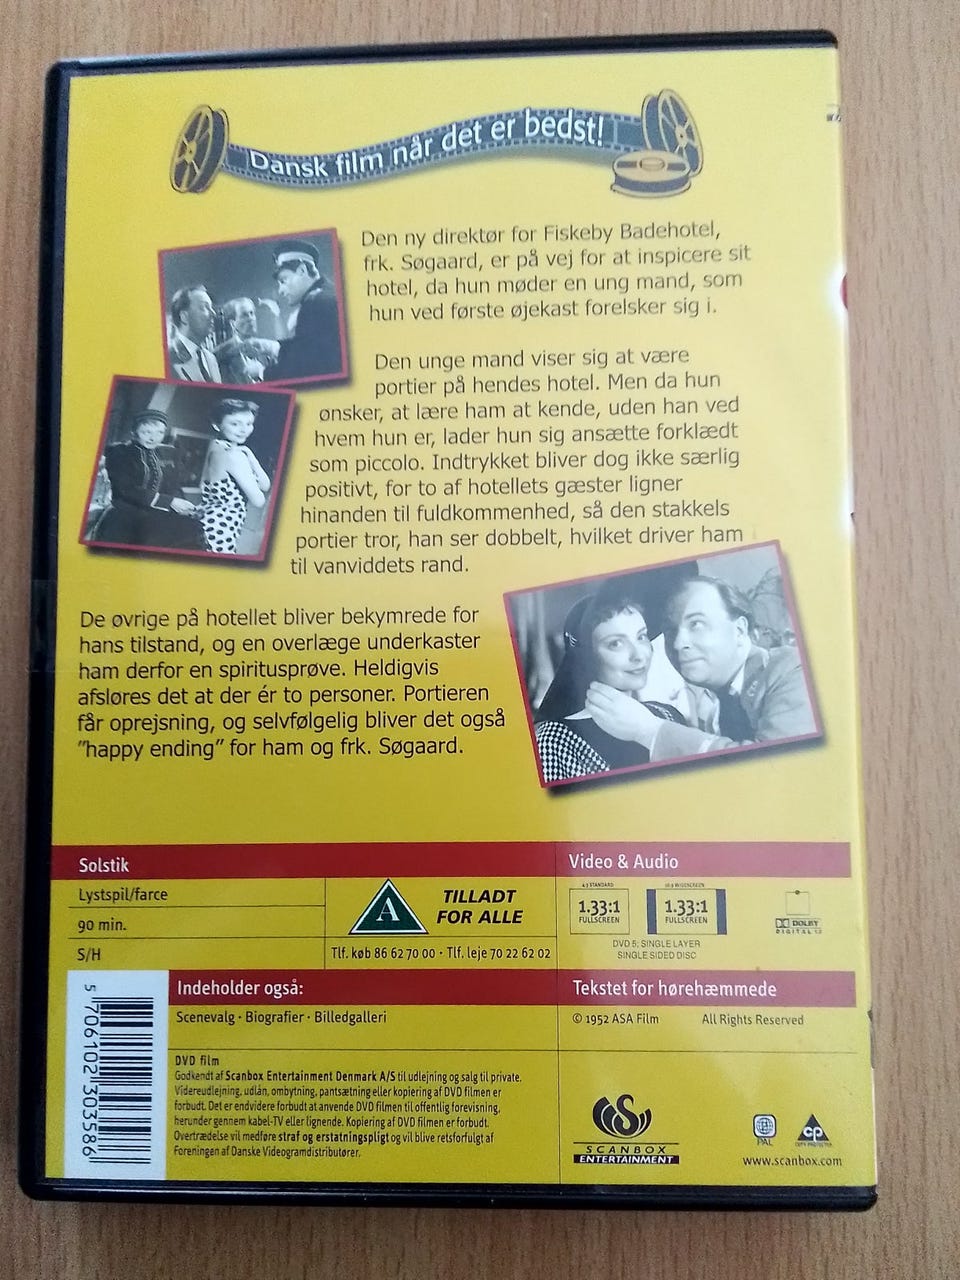 Dansk film når det er bedst!
Den ny direktør for Fiskeby Badehotel,
frk. Søgaard, er på vej for at inspicere sit
hotel, da hun møder en ung mand, som
hun ved første øjekast forelsker sig i.
Den unge mand viser sig at være
portier på hendes hotel. Men da hun
ønsker, at lære ham at kende, uden han ved
hvem hun er, lader hun sig ansætte forklædt
som piccolo. Indtrykket bliver dog ikke særlig
positivt, for to af hotellets gæster ligner
hinanden til fuldkommenhed, så den stakkels
portier tror, han ser dobbelt, hvilket driver ham
til vanviddets rand.
De øvrige på hotellet bliver bekymrede for
hans tilstand, og en overlæge underkaster
ham derfor en spiritusprøve. Heldigvis
afsløres det at der ér to personer. Portieren
får oprejsning, og selvfølgelig bliver det også
"happy ending" for ham og frk. Søgaard.
Solstik
Lystspil/farce
90 min.
S/H
A
TILLADT
FOR ALLE
Tlf. køb 86 62 70 00 · Tlf. leje 70 22 62 02
Video & Audio
4:3 STANDARD
1.33:1
FULLSCREEN
16:9 WIDESCREEN
1.33:1
FULLSCREEN
DVD 5: SINGLE LAYER
SINGLE SIDED DISC
DOLBY
DIGITAL
Indeholder også:
Scenevalg · Biografier · Billedgalleri
Tekstet for hørehæmmede
© 1952 ASA Film All Rights Reserved
DVD film
Godkendt af Scanbox Entertainment Denmark A/S til udlejning og salg til private.
Videreudlejning, udlån, ombytning, pantsætning eller kopiering af DVD filmen er
forbudt. Det er endvidere forbudt at anvende DVD filmen til offentlig forevisning,
herunder gennem kabel-TV eller lignende. Kopiering af DVD filmen er forbudt.
Overtrædelse vil medføre straf og erstatningspligt og vil blive retsforfulgt af
Foreningen af Danske Videogramdistributører.
5 706102 303586
SCANBOX
ENTERTAINMENT
PAL
CP
COPY PROTECTED
www.scanbox.com